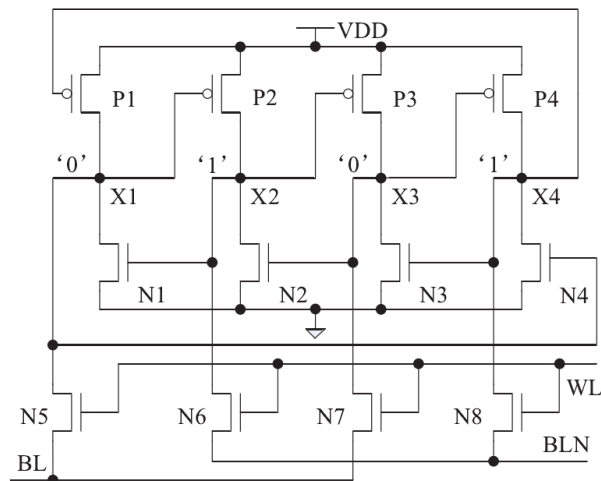 VDD
P1 P2 P3 P4
‘0’ ‘1’ ‘0’ ‘1’
X1 X2 X3 X4
N1 N2 N3 N4
WL
N5 N6 N7 N8
BLN
BL